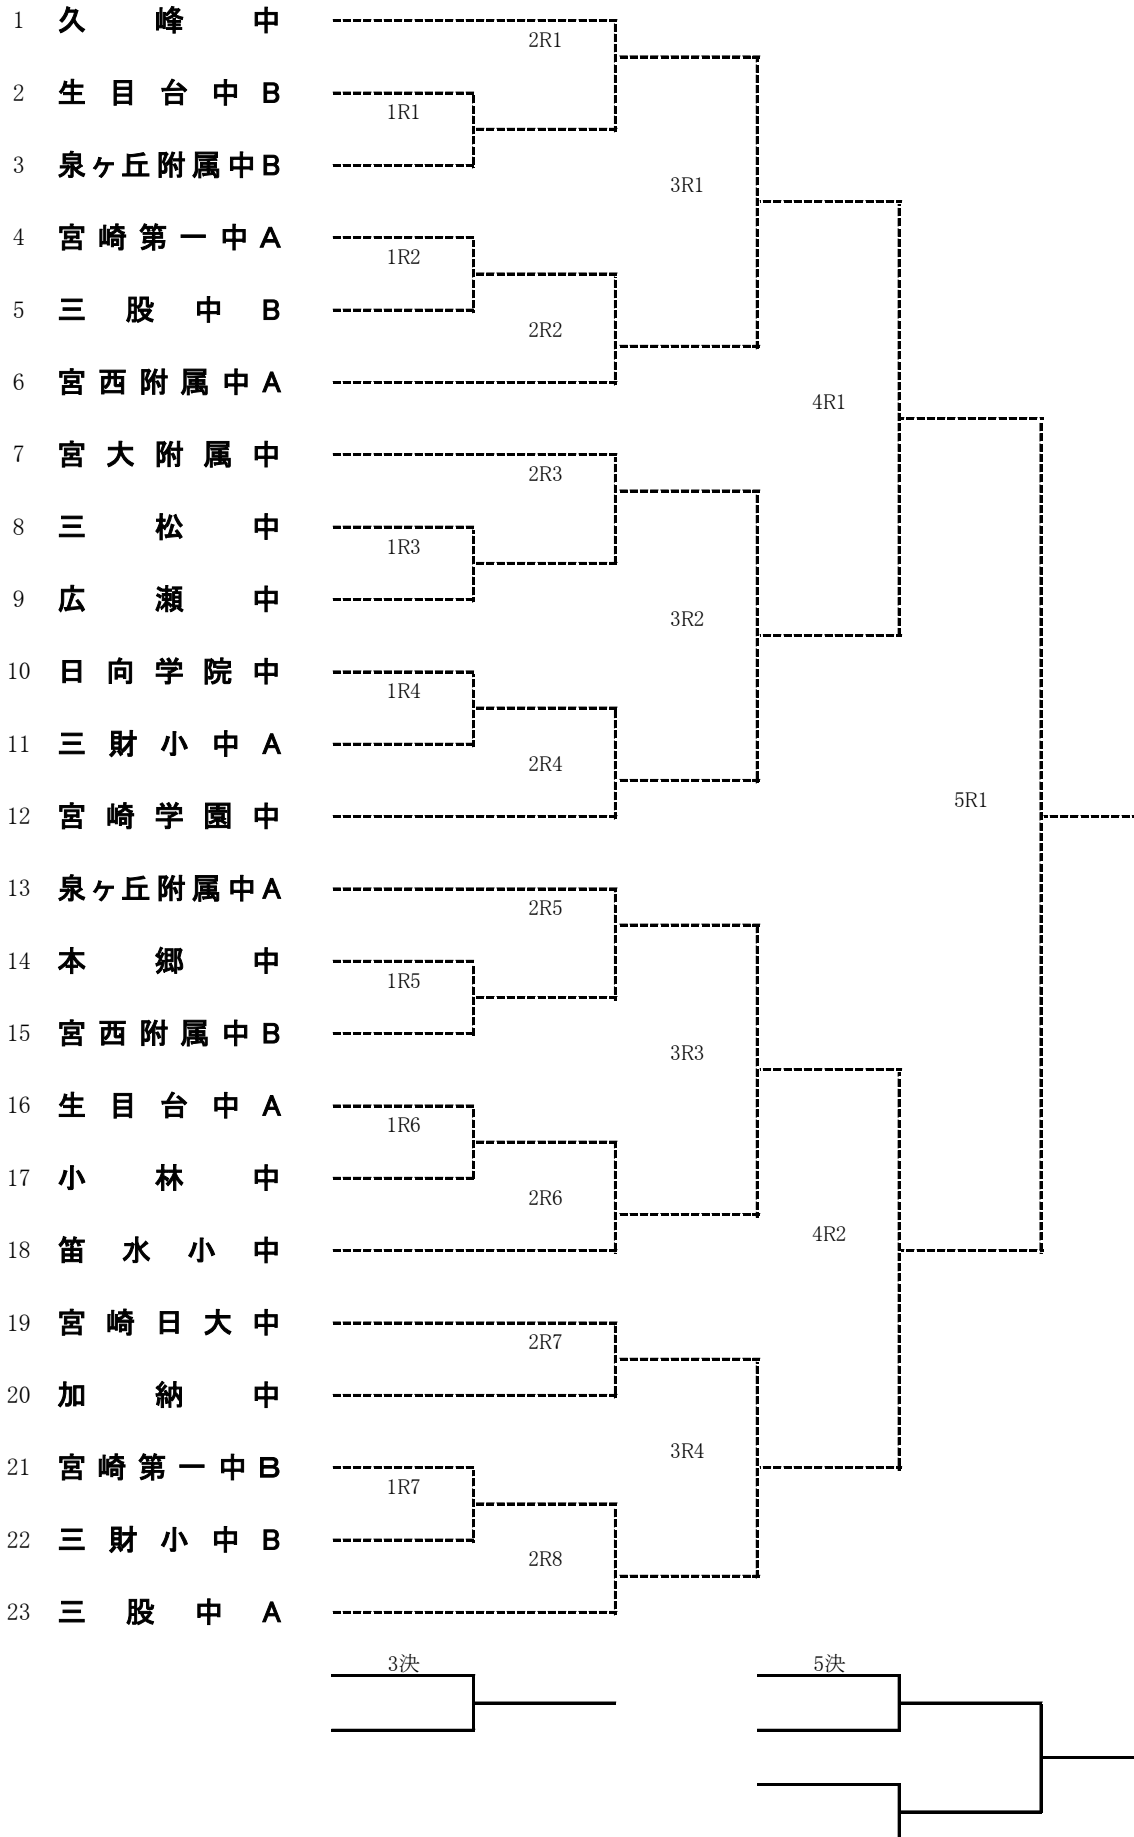 1 久峰中
2R1
2 生目台中B
1R1
3 泉ヶ丘附属中B
3R1
4 宮崎第一中A
1R2
5 三股中B
2R2
6 宮西附属中A
4R1
7 宮大附属中
2R3
8 三松中
1R3
9 広瀬中
3R2
10 日向学院中
1R4
11 三財小中A
2R4
5R1
12 宮崎学園中
13 泉ヶ丘附属中A
2R5
14 本郷中
1R5
15 宮西附属中B
3R3
16 生目台中A
1R6
17 小林中
2R6
4R2
18 笛水小中
19 宮崎日大中
2R7
20 加納中
3R4
21 宮崎第一中B
1R7
22 三財小中B
2R8
23 三股中A
3決 5決